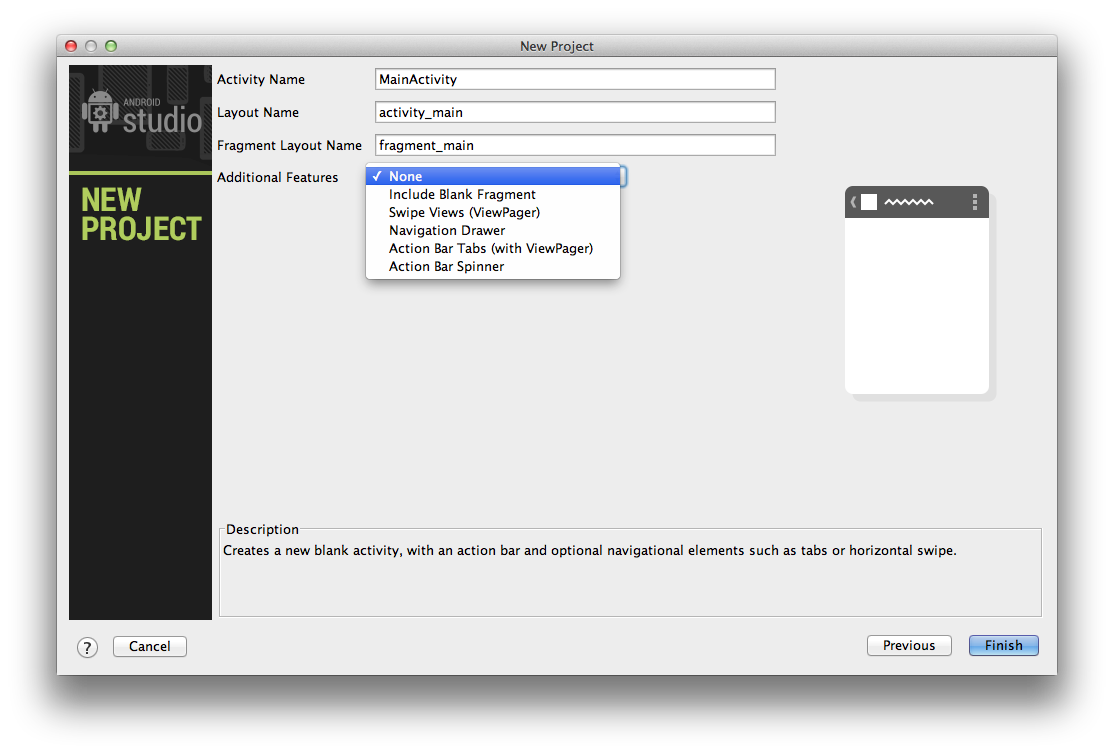 New Project
ANDROID
studio
NEW
PROJECT
Activity Name
MainActivity
Layout Name
activity_main
Fragment Layout Name
fragment_main
Additional Features
✓ None
Include Blank Fragment
Swipe Views (ViewPager)
Navigation Drawer
Action Bar Tabs (with ViewPager)
Action Bar Spinner
Description
Creates a new blank activity, with an action bar and optional navigational elements such as tabs or horizontal swipe.
?
Cancel
Previous
Finish